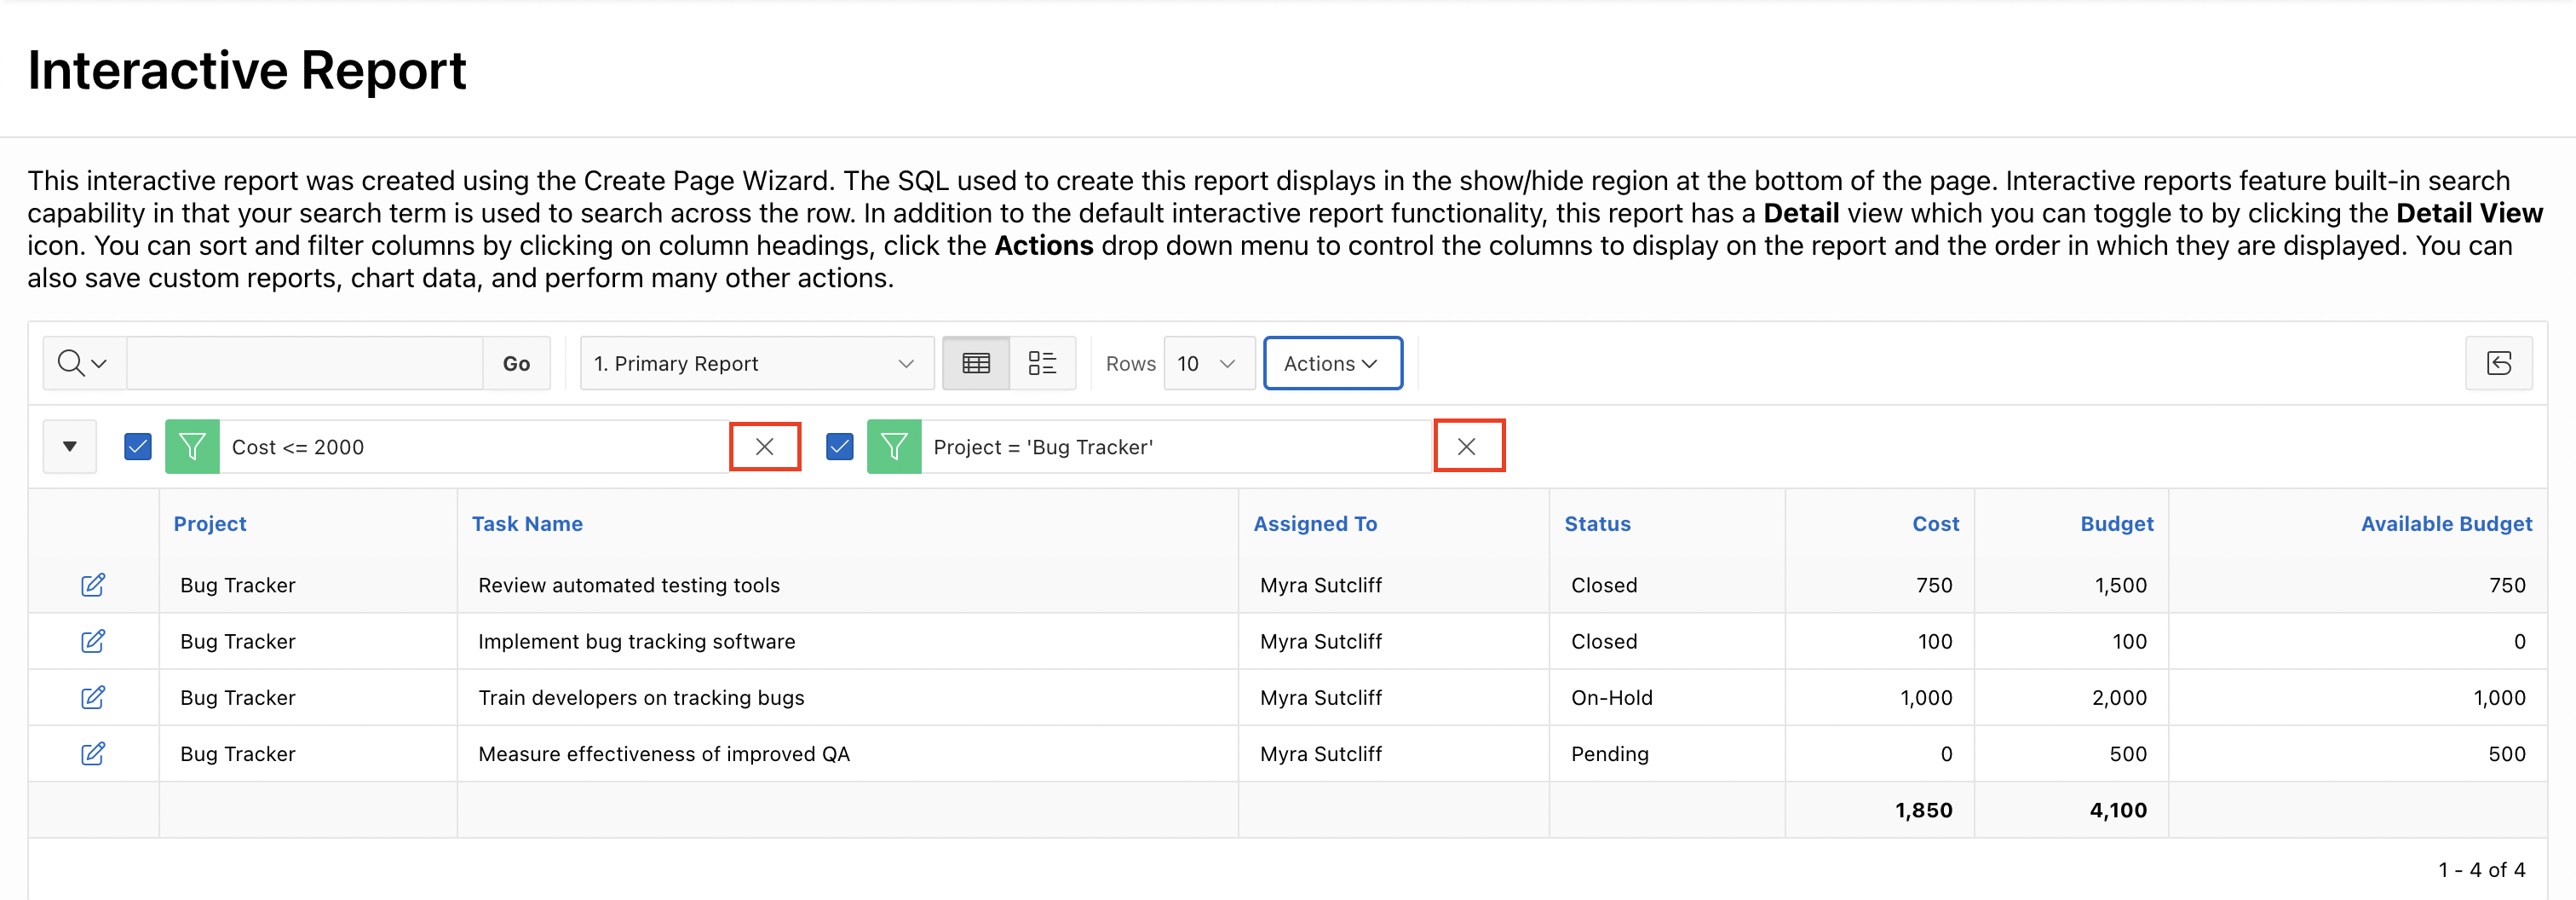 Interactive Report
This interactive report was created using the Create Page Wizard. The SQL used to create this report displays in the show/hide region at the bottom of the page. Interactive reports feature built-in search
capability in that your search term is used to search across the row. In addition to the default interactive report functionality, this report has a Detail view which you can toggle to by clicking the Detail View
icon. You can sort and filter columns by clicking on column headings, click the Actions drop down menu to control the columns to display on the report and the order in which they are displayed. You can
also save custom reports, chart data, and perform many other actions.
Go 1. Primary Report Rows 10 Actions
Cost <= 2000 Project = 'Bug Tracker'
Project Task Name Assigned To Status Cost Budget Available Budget
Bug Tracker Review automated testing tools Myra Sutcliff Closed 750 1,500 750
Bug Tracker Implement bug tracking software Myra Sutcliff Closed 100 100 0
Bug Tracker Train developers on tracking bugs Myra Sutcliff On-Hold 1,000 2,000 1,000
Bug Tracker Measure effectiveness of improved QA Myra Sutcliff Pending 0 500 500
1,850 4,100
1 - 4 of 4